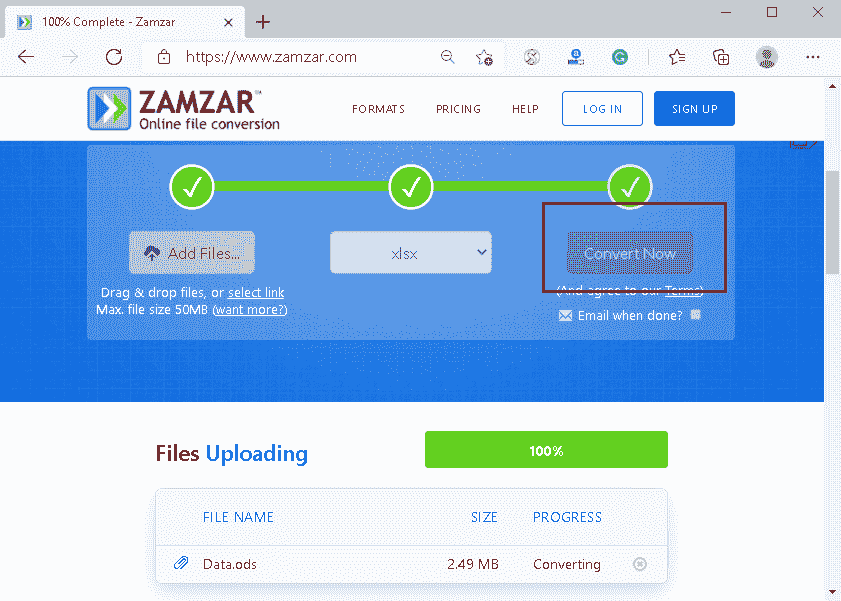 100% Complete - Zamzar
https://www.zamzar.com
ZAMZAR™
Online file conversion
FORMATS
PRICING
HELP
LOG IN
SIGN UP
Add Files...
xlsx
Convert Now
Drag & drop files, or select link
Max. file size 50MB (want more?)
(And agree to our Terms)
Email when done?
Files Uploading
100%
FILE NAME SIZE PROGRESS
Data.ods 2.49 MB Converting